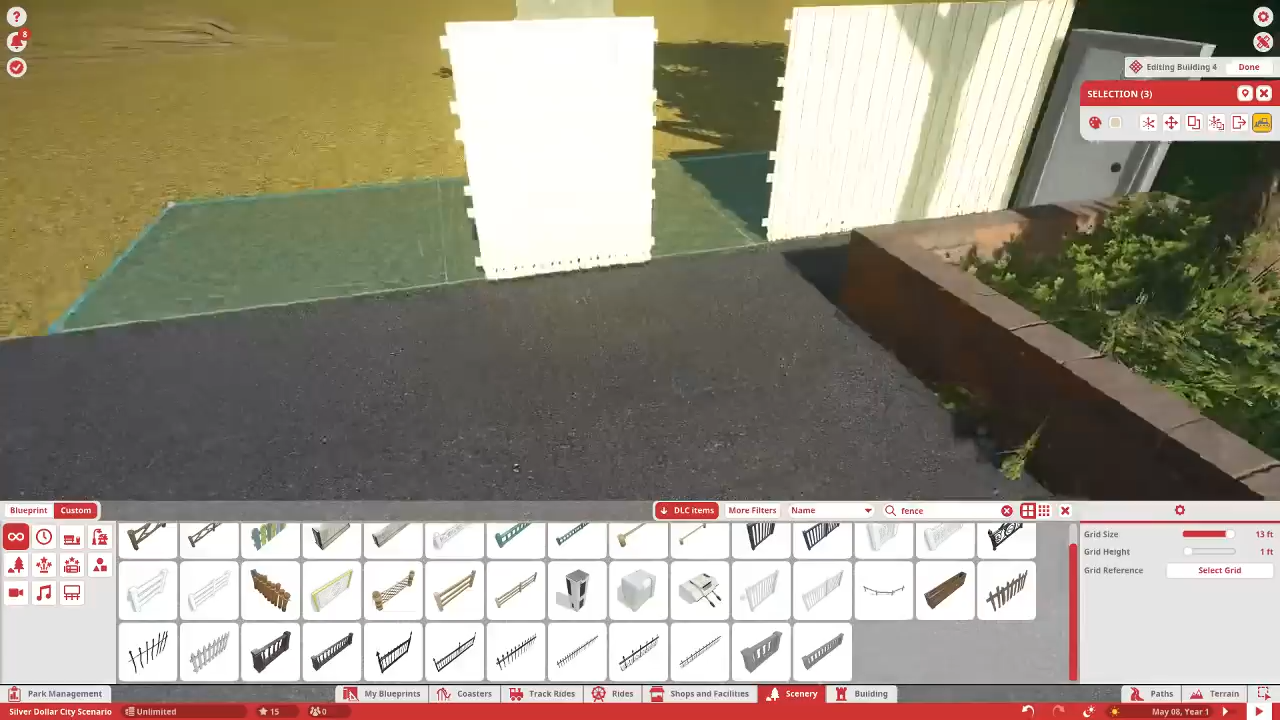 ?
8
Editing Building 4 Done
SELECTION (3)
Blueprint Custom
DLC items More Filters Name fence
Grid Size 13 ft
Grid Height 1 ft
Grid Reference Select Grid
Park Management My Blueprints Coasters Track Rides Rides Shops and Facilities Scenery Building Paths Terrain
Silver Dollar City Scenario Unlimited 15 0 May 08, Year 1